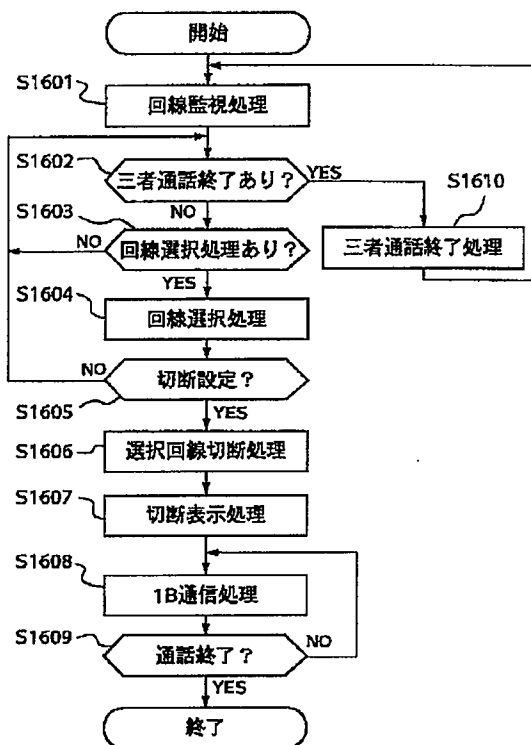 開始
S1601
回線監視処理
S1602
三者通話終了あり？
YES
S1610
三者通話終了処理
NO
S1603
回線選択処理あり？
NO
YES
S1604
回線選択処理
切断設定？
NO
S1605
YES
S1606
選択回線切断処理
S1607
切断表示処理
S1608
1B通信処理
S1609
通話終了？
NO
YES
終了